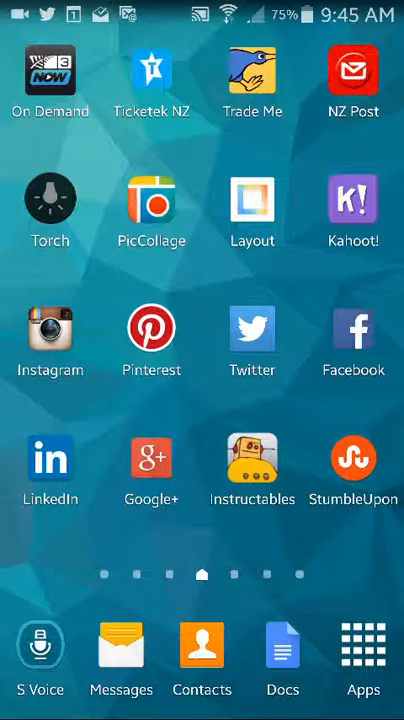 75% 9:45 AM
3
NOW
On Demand Ticketek NZ Trade Me NZ Post
K!
Torch PicCollage Layout Kahoot!
Instagram Pinterest Twitter Facebook
in g+
LinkedIn Google+ Instructables StumbleUpon
S Voice Messages Contacts Docs Apps